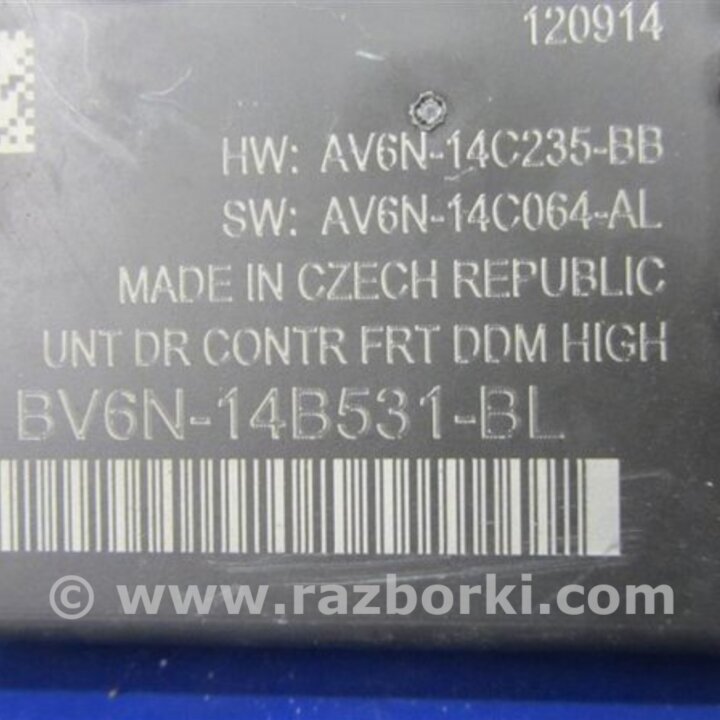 120914
HW: AV6N-14C235-BB
SW: AV6N-14C064-AL
MADE IN CZECH REPUBLIC
UNT DR CONTR FRT DDM HIGH
BV6N-14B531-BL
© www.razborki.com